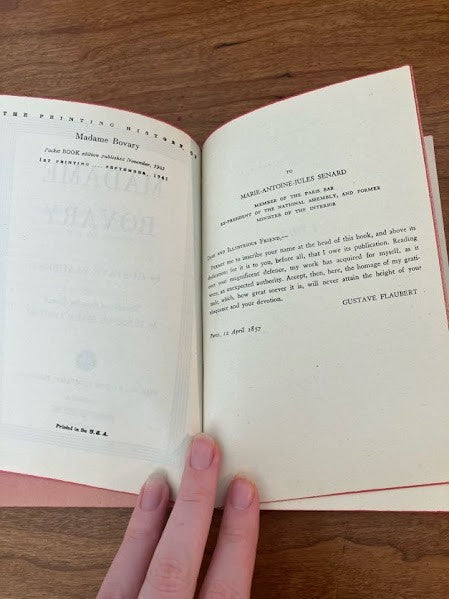 THE PRINTING HISTORY OF
Madame Bovary
Pocket BOOK edition published November,
1ST PRINTING .... SEPTEMBER,
Printed in the U.S.A.
TO
MARIE-ANTOINE-JULES SENARD
MEMBER OF THE PARIS BAR
EX-PRESIDENT OF THE NATIONAL ASSEMBLY, AND FORMER
MINISTER OF THE INTERIOR
DEAR AND ILLUSTRIOUS FRIEND,—
Permit me to inscribe your name at the head of this book, and above its
dedication; for it is to you, before all, that I owe its publication. Reading
over your magnificent defence, my work has acquired for myself, as it
were, an unexpected authority. Accept, then, here, the homage of my grati-
tude, which, how great soever it is, will never attain the height of your
eloquence and your devotion.
GUSTAVE FLAUBERT
Paris, 12 April 1857